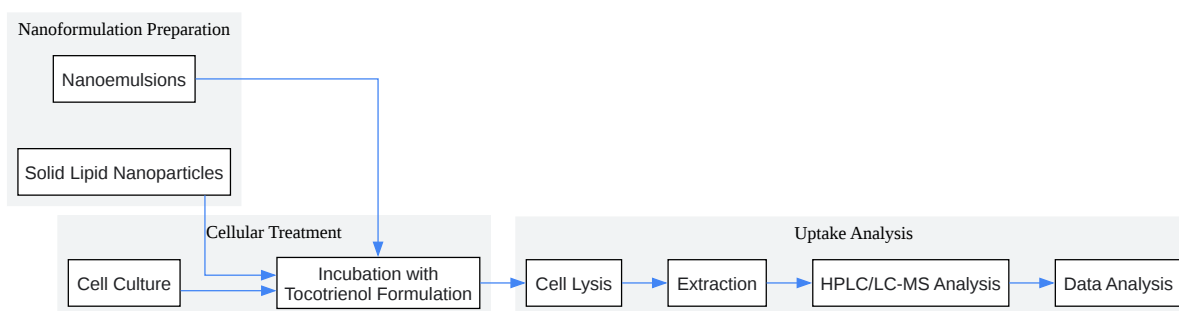 Nanoformulation Preparation
Nanoemulsions
Solid Lipid Nanoparticles
Cellular Treatment
Cell Culture
Incubation with
Tocotrienol Formulation
Uptake Analysis
Cell Lysis
Extraction
HPLC/LC-MS Analysis
Data Analysis